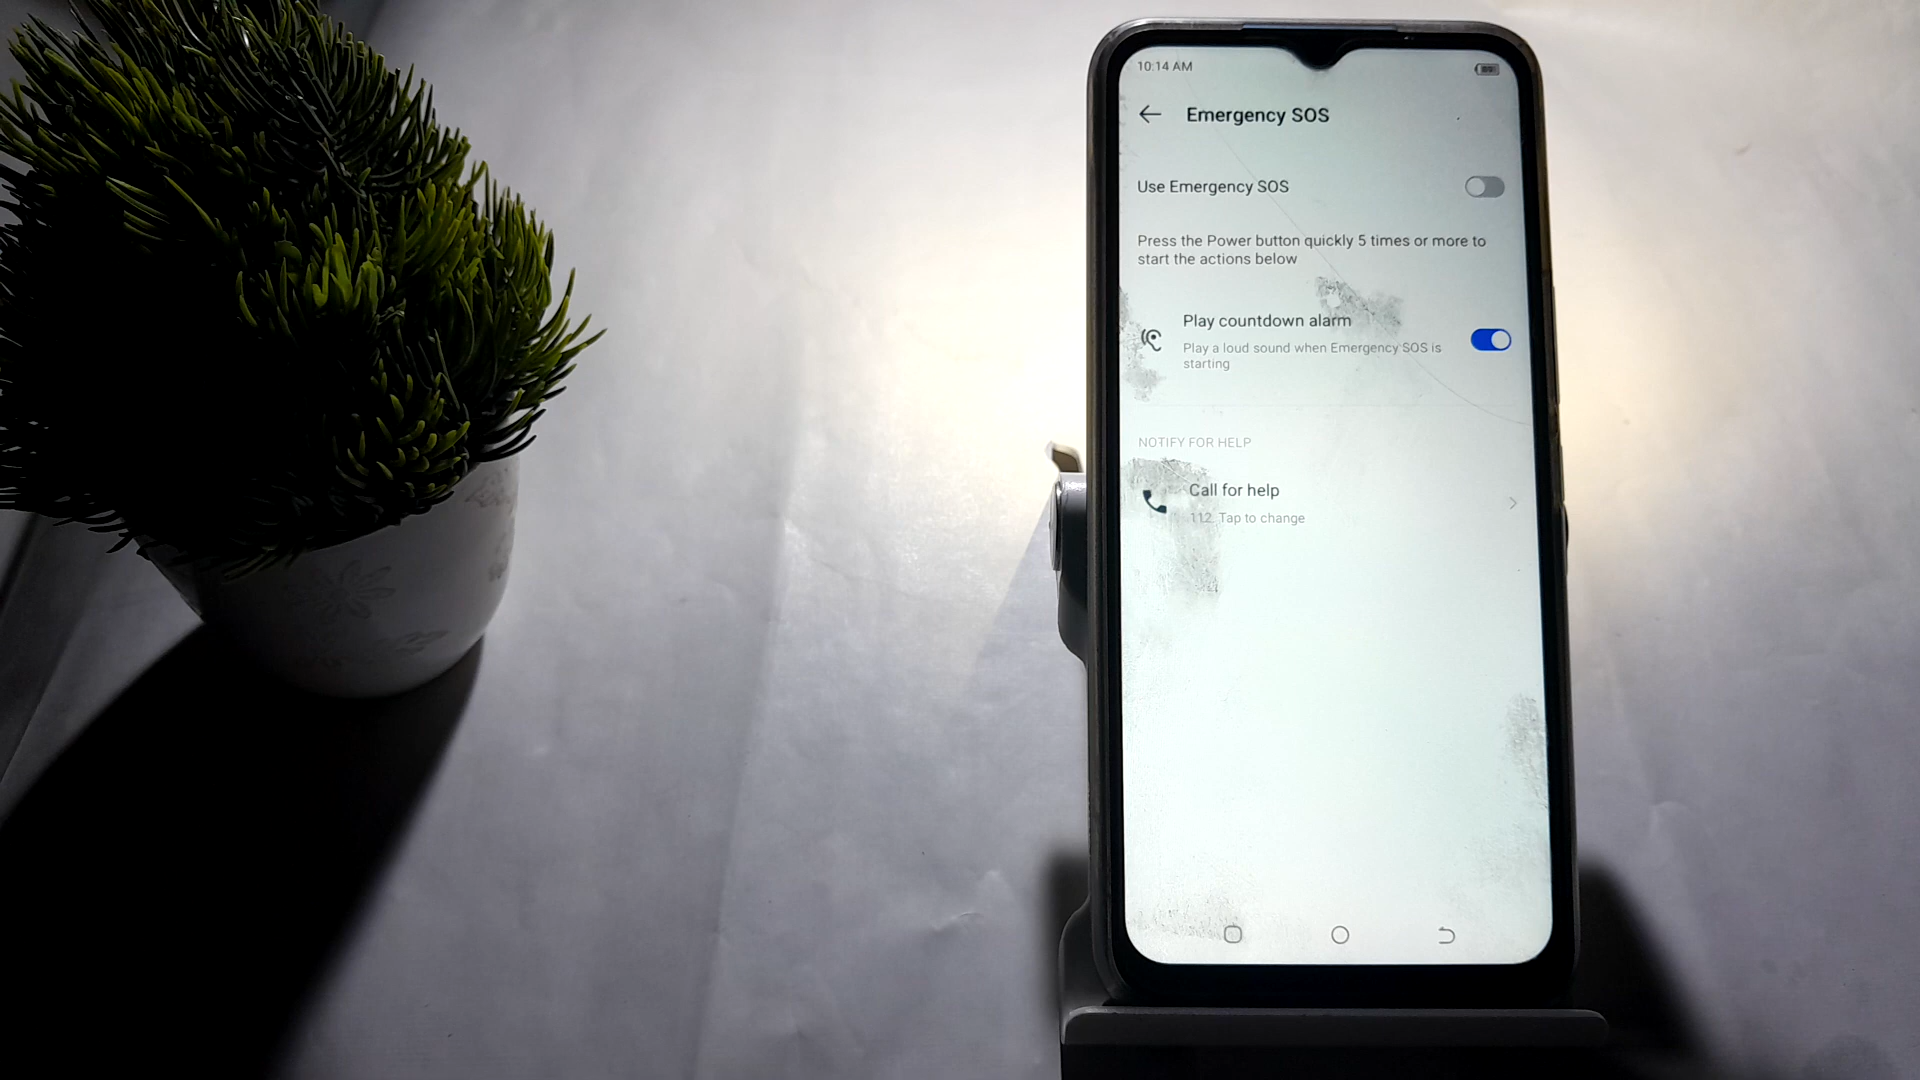 10:14 AM
Emergency SOS
Use Emergency SOS
Press the Power button quickly 5 times or more to
start the actions below
Play countdown alarm
Play a loud sound when Emergency SOS is
starting
NOTIFY FOR HELP
Call for help
112. Tap to change